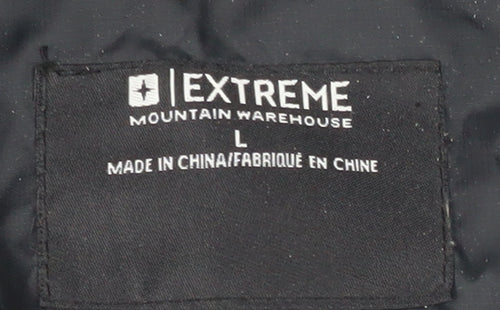 EXTREME
MOUNTAIN WAREHOUSE
L
MADE IN CHINA/FABRIQUÉ EN CHINE